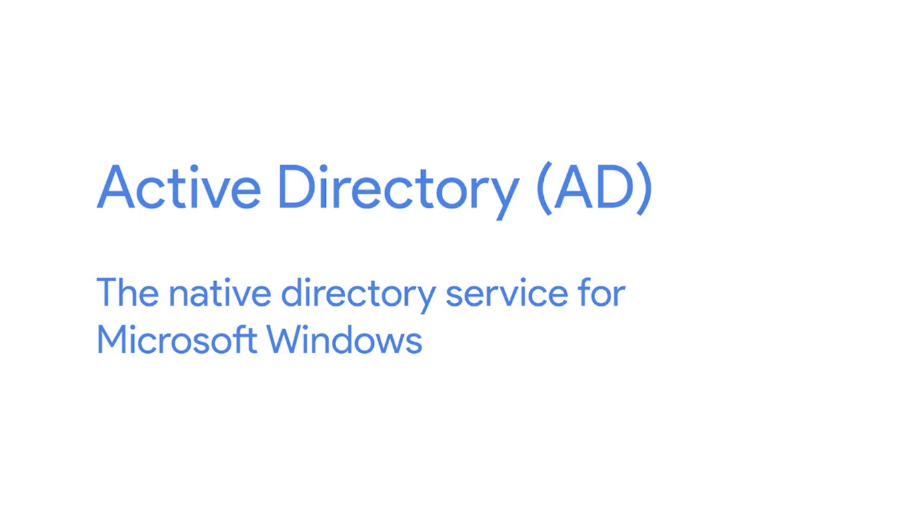 Active Directory (AD)
The native directory service for
Microsoft Windows